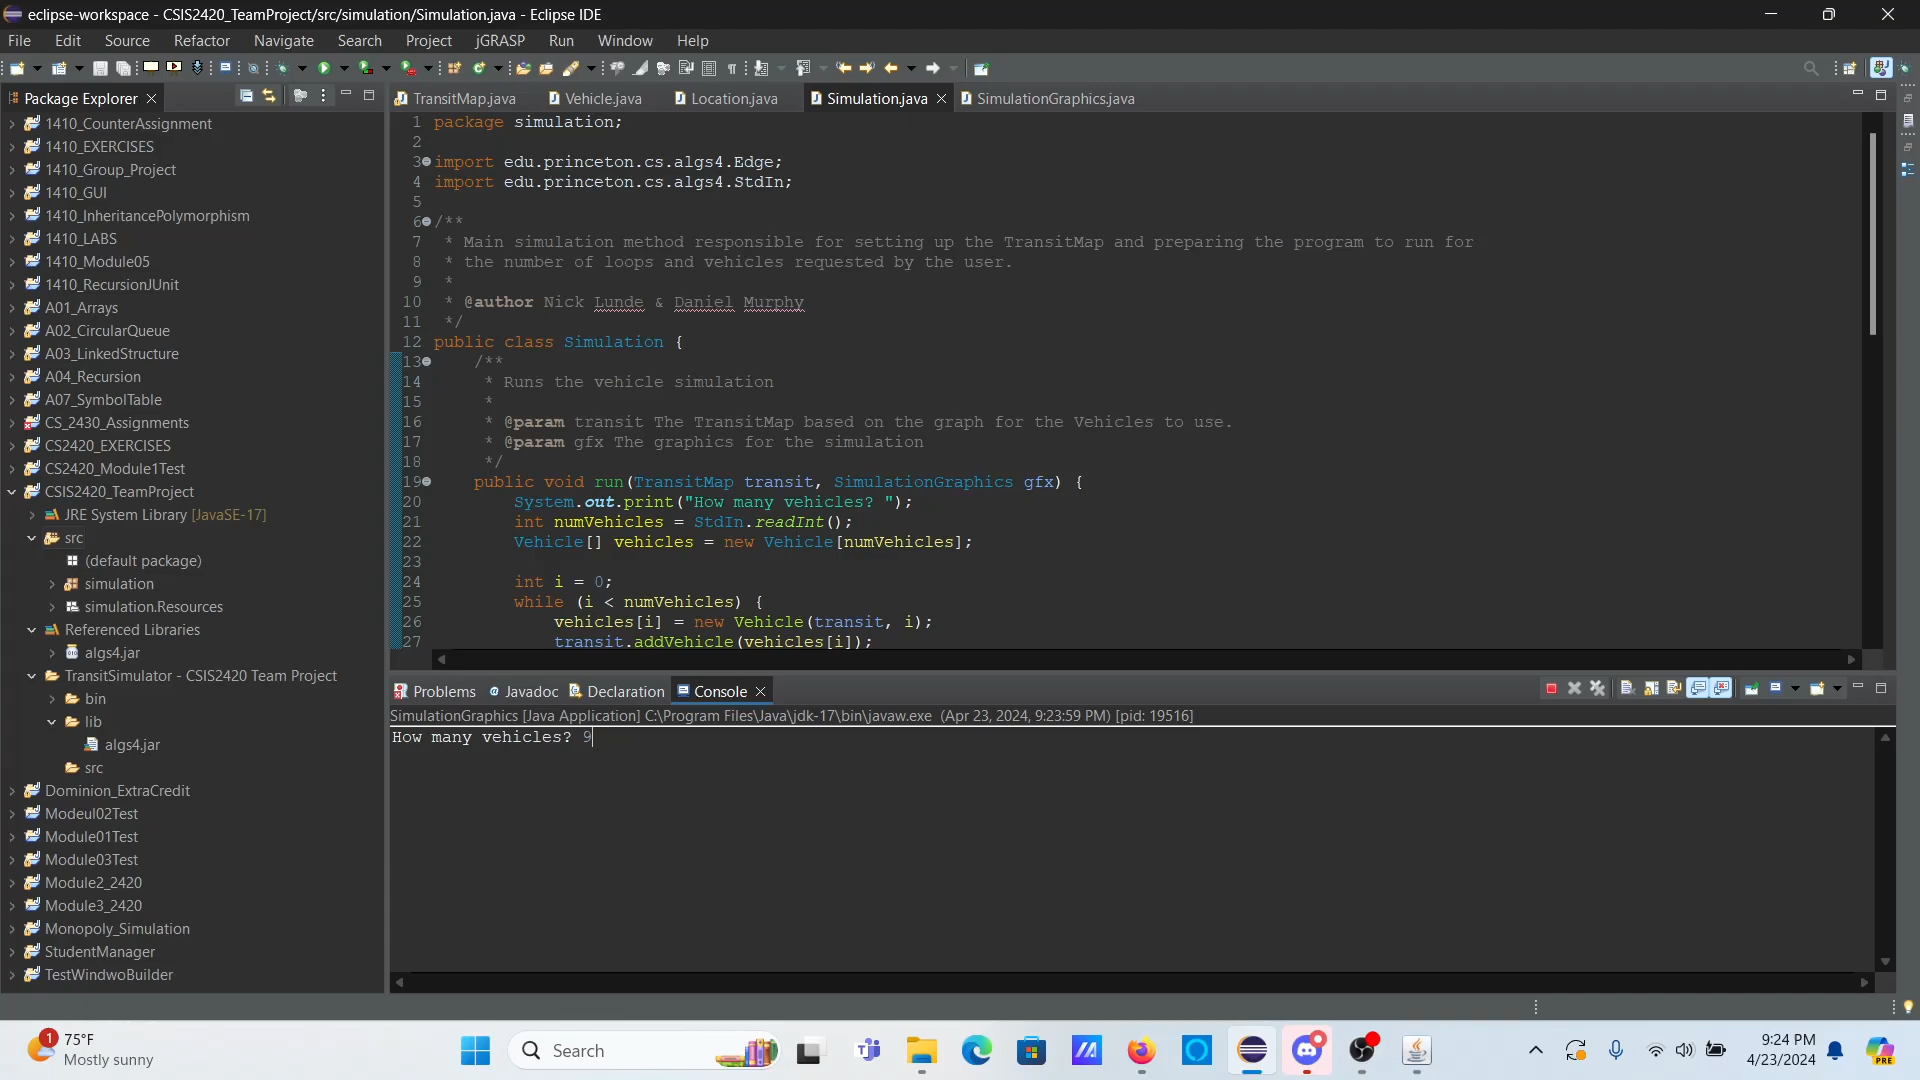 eclipse-workspace - CSIS2420_TeamProject/src/simulation/Simulation.java - Eclipse IDE
File Edit Source Refactor Navigate Search Project jGRASP Run Window Help
Package Explorer
1410_CounterAssignment
1410_EXERCISES
1410_Group_Project
1410_GUI
1410_InheritancePolymorphism
1410_LABS
1410_Module05
1410_RecursionJUnit
A01_Arrays
A02_CircularQueue
A03_LinkedStructure
A04_Recursion
A07_SymbolTable
CS_2430_Assignments
CS2420_EXERCISES
CS2420_Module1Test
CSIS2420_TeamProject
JRE System Library [JavaSE-17]
src
(default package)
simulation
simulation.Resources
Referenced Libraries
algs4.jar
TransitSimulator - CSIS2420 Team Project
bin
lib
algs4.jar
src
Dominion_ExtraCredit
Modeul02Test
Module01Test
Module03Test
Module2_2420
Module3_2420
Monopoly_Simulation
StudentManager
TestWindwoBuilder
TransitMap.java Vehicle.java Location.java Simulation.java SimulationGraphics.java
1 package simulation;
2
3 import edu.princeton.cs.algs4.Edge;
4 import edu.princeton.cs.algs4.StdIn;
5
6 /**
7 * Main simulation method responsible for setting up the TransitMap and preparing the program to run for
8 * the number of loops and vehicles requested by the user.
9 *
10 * @author Nick Lunde & Daniel Murphy
11 */
12 public class Simulation {
13 /**
14 * Runs the vehicle simulation
15 *
16 * @param transit The TransitMap based on the graph for the Vehicles to use.
17 * @param gfx The graphics for the simulation
18 */
19 public void run(TransitMap transit, SimulationGraphics gfx) {
20 System.out.print("How many vehicles? ");
21 int numVehicles = StdIn.readInt();
22 Vehicle[] vehicles = new Vehicle[numVehicles];
23
24 int i = 0;
25 while (i < numVehicles) {
26 vehicles[i] = new Vehicle(transit, i);
27 transit.addVehicle(vehicles[i]);
Problems Javadoc Declaration Console
SimulationGraphics [Java Application] C:\Program Files\Java\jdk-17\bin\javaw.exe (Apr 23, 2024, 9:23:59 PM) [pid: 19516]
How many vehicles? 9
1
75°F
Mostly sunny
Search
9:24 PM
4/23/2024
PRE